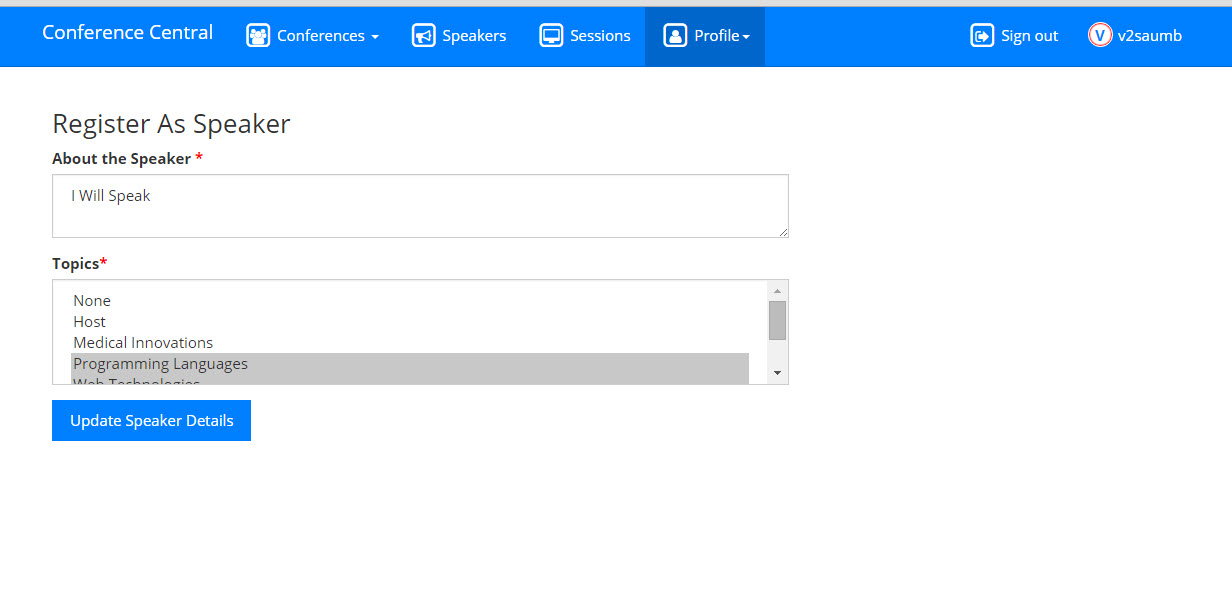 Conference Central Conferences Speakers Sessions Profile Sign out V v2saumb
Register As Speaker
About the Speaker *
I Will Speak
Topics*
None
Host
Medical Innovations
Programming Languages
Web Technologies
Update Speaker Details